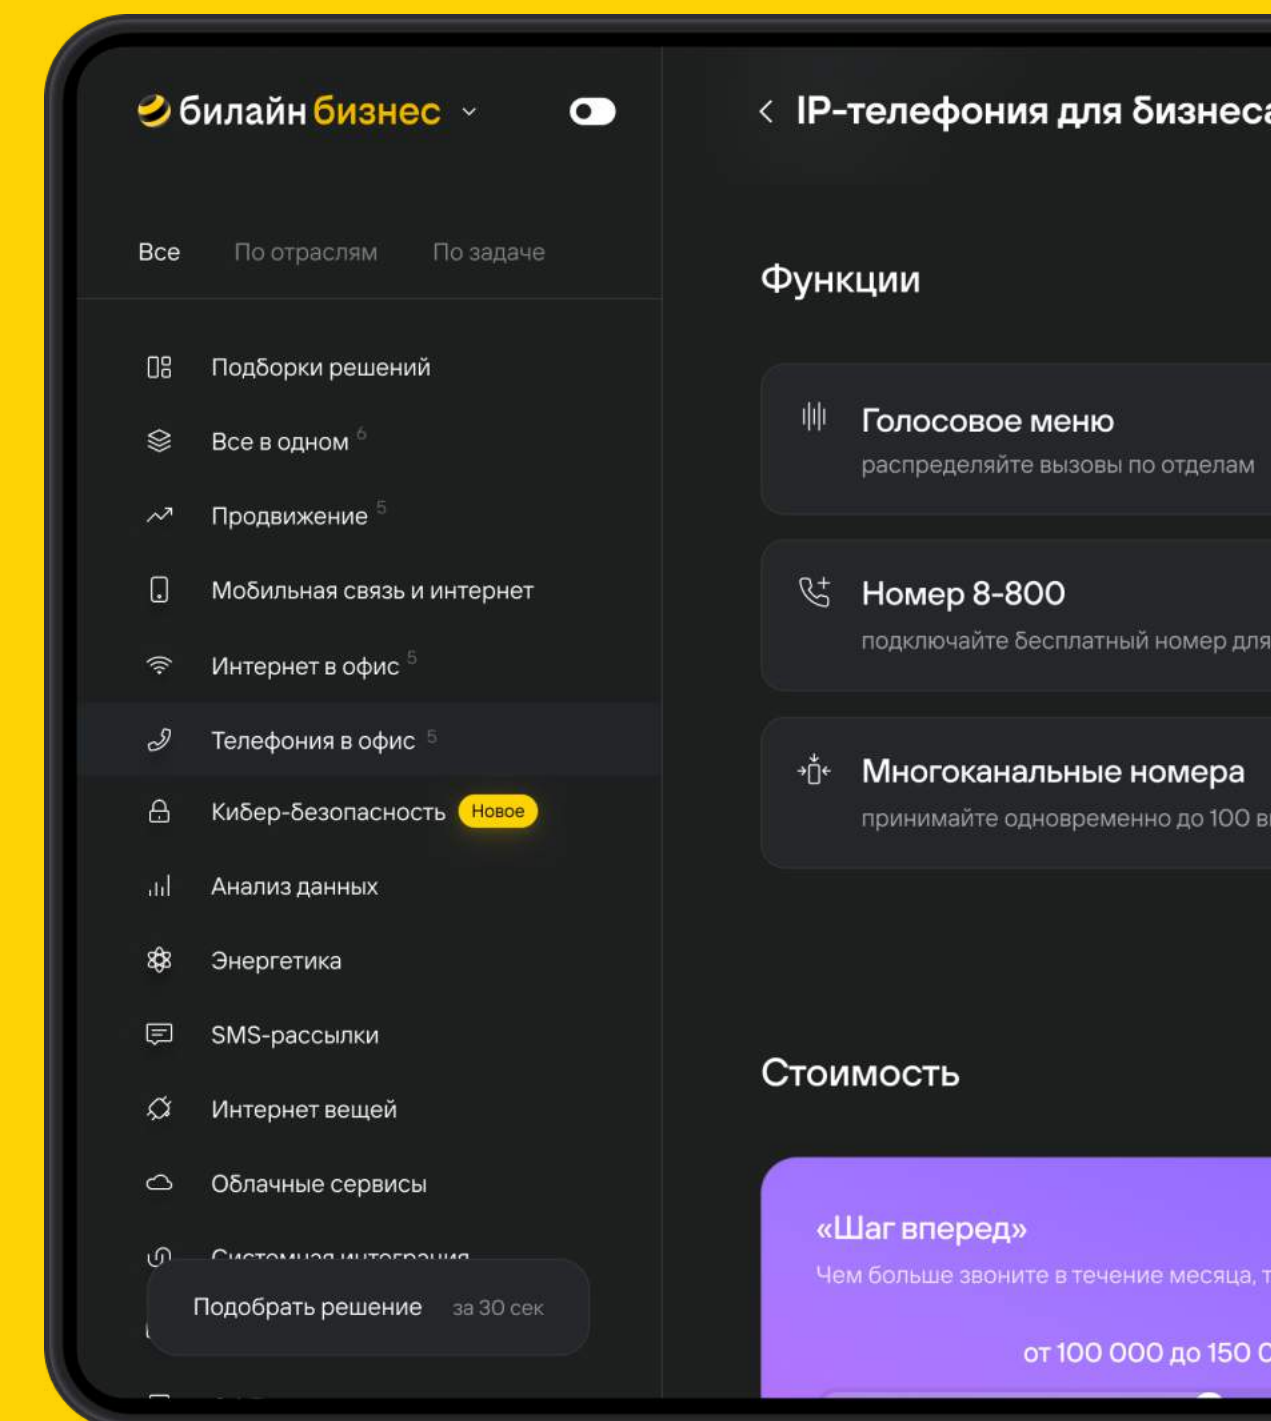 билайн бизнес
Все По отраслям По задаче
Подборки решений
Все в одном 6
Продвижение 5
Мобильная связь и интернет
Интернет в офис 5
Телефония в офис 5
Кибер-безопасность Новое
Анализ данных
Энергетика
SMS-рассылки
Интернет вещей
Облачные сервисы
Системная интеграция
Подобрать решение за 30 сек
IP-телефония для бизнеса
Функции
Голосовое меню
распределяйте вызовы по отделам
Номер 8-800
подключайте бесплатный номер для
Многоканальные номера
принимайте одновременно до 100
Стоимость
«Шаг вперед»
Чем больше звоните в течение месяца,
от 100 000 до 150